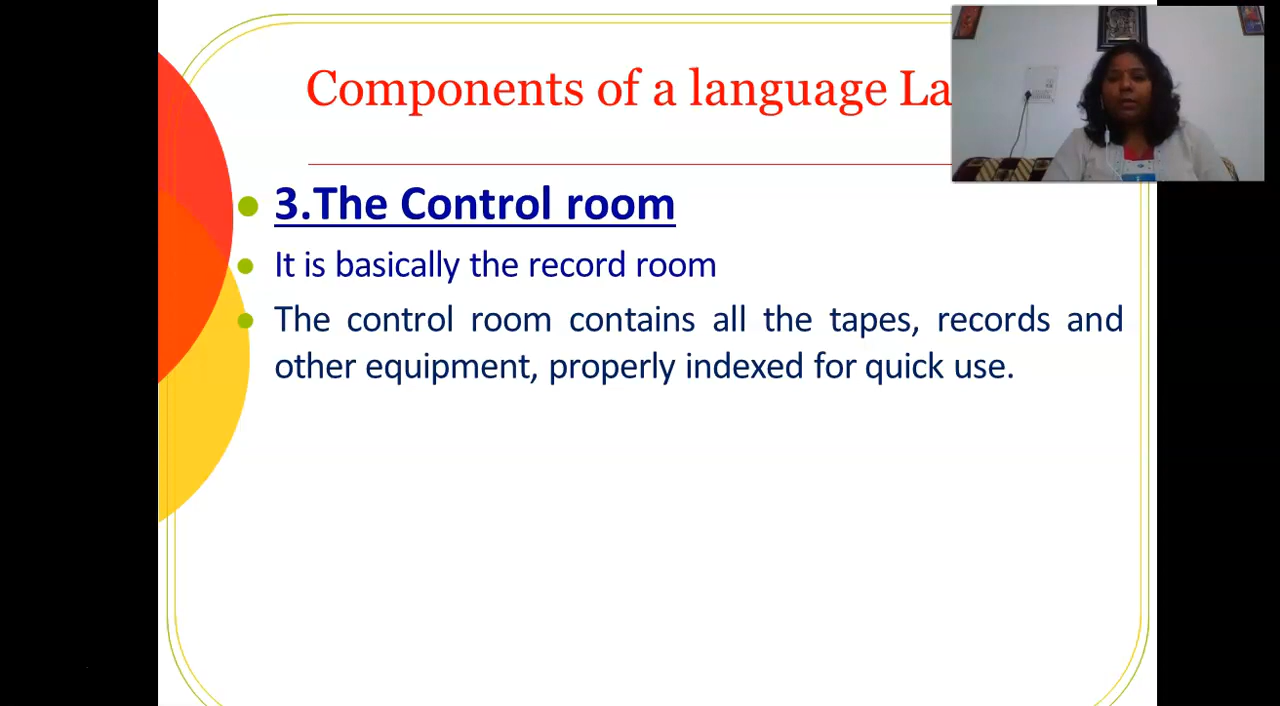 Components of a language La
3.The Control room
It is basically the record room
The control room contains all the tapes, records and
other equipment, properly indexed for quick use.